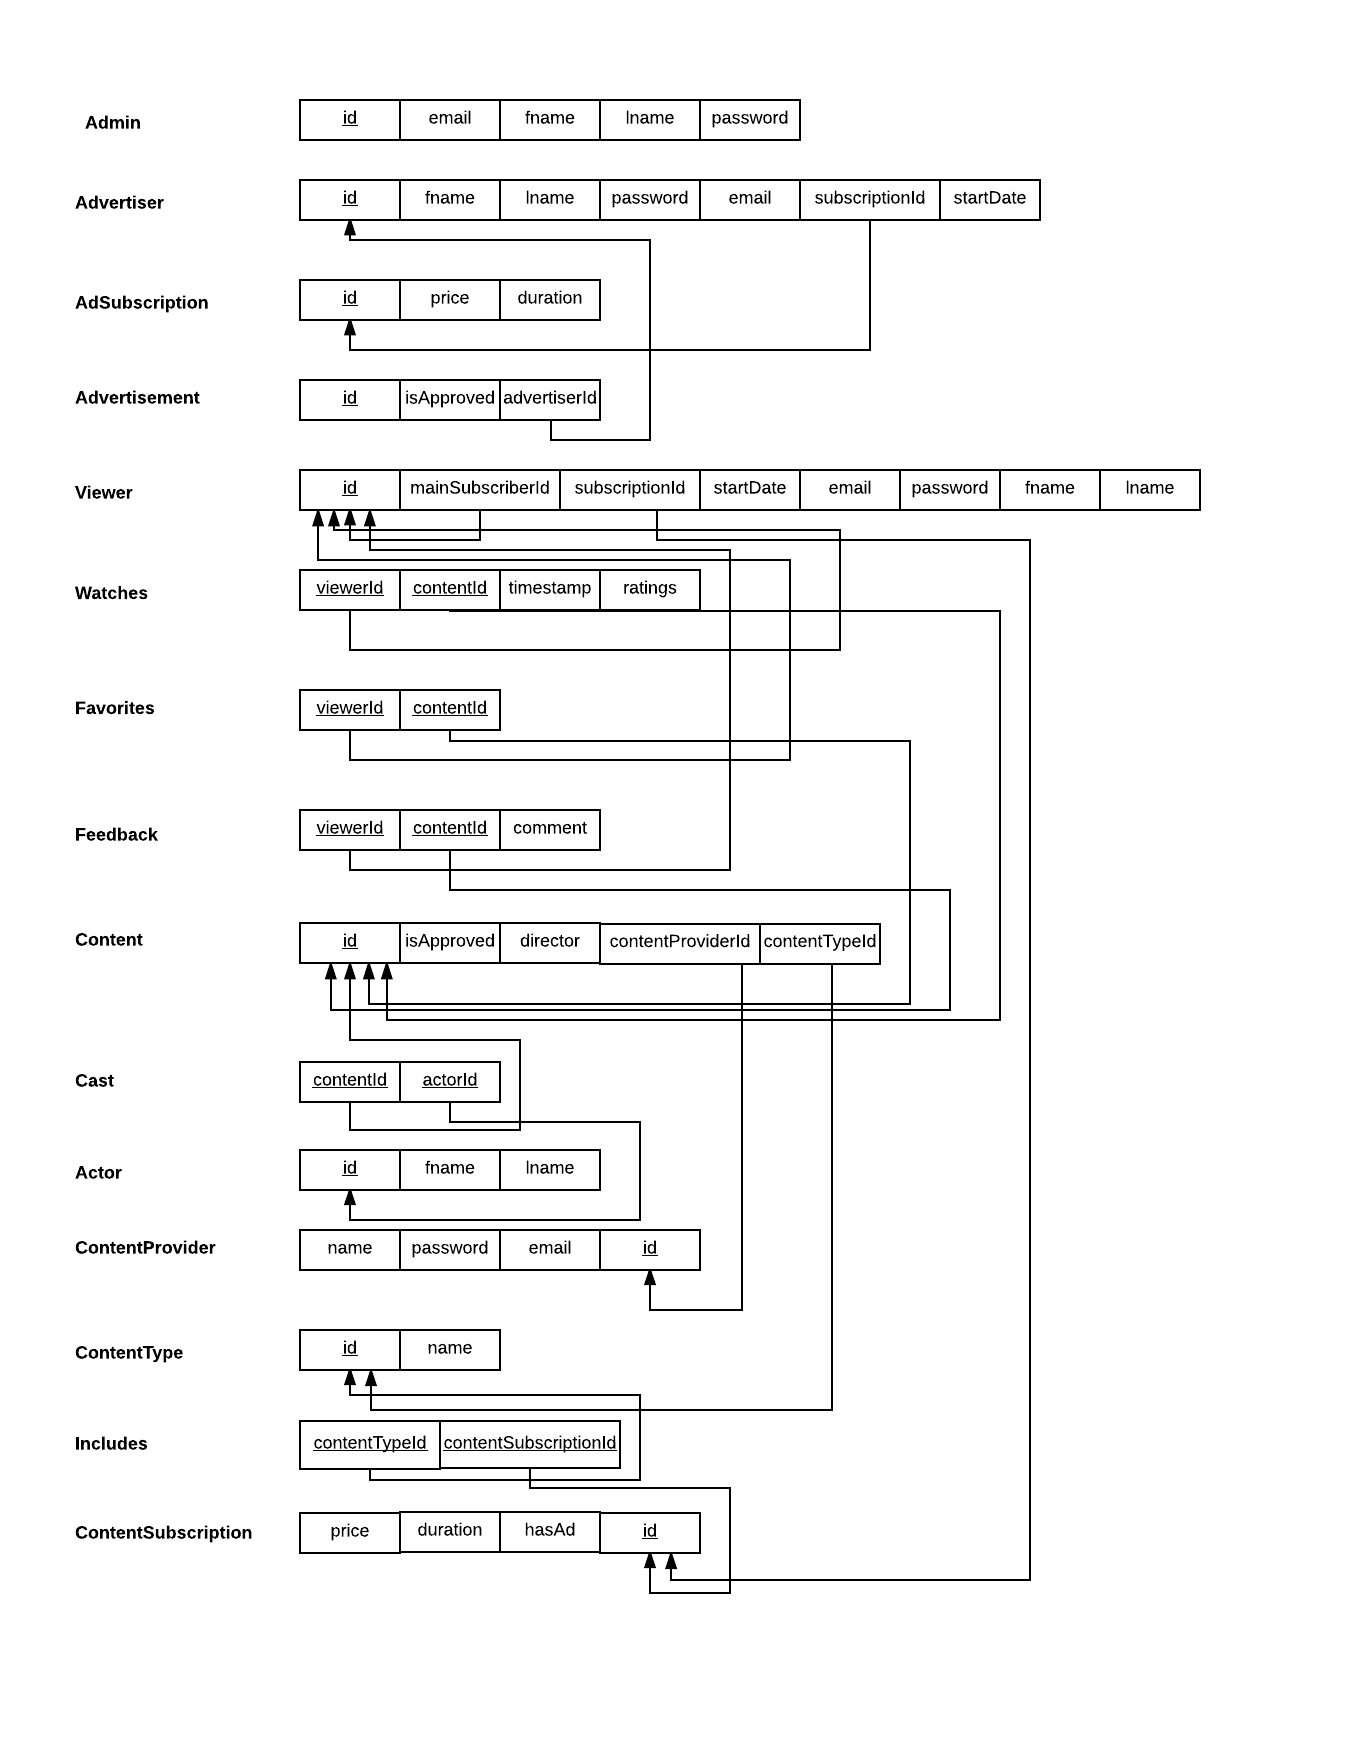 Admin id email fname lname password
Advertiser id fname lname password email subscriptionId startDate
AdSubscription id price duration
Advertisement id isApproved advertiserId
Viewer id mainSubscriberId subscriptionId startDate email password fname lname
Watches viewerId contentId timestamp ratings
Favorites viewerId contentId
Feedback viewerId contentId comment
Content id isApproved director contentProviderId contentTypeId
Cast contentId actorId
Actor id fname lname
ContentProvider name password email id
ContentType id name
Includes contentTypeId contentSubscriptionId
ContentSubscription price duration hasAd id